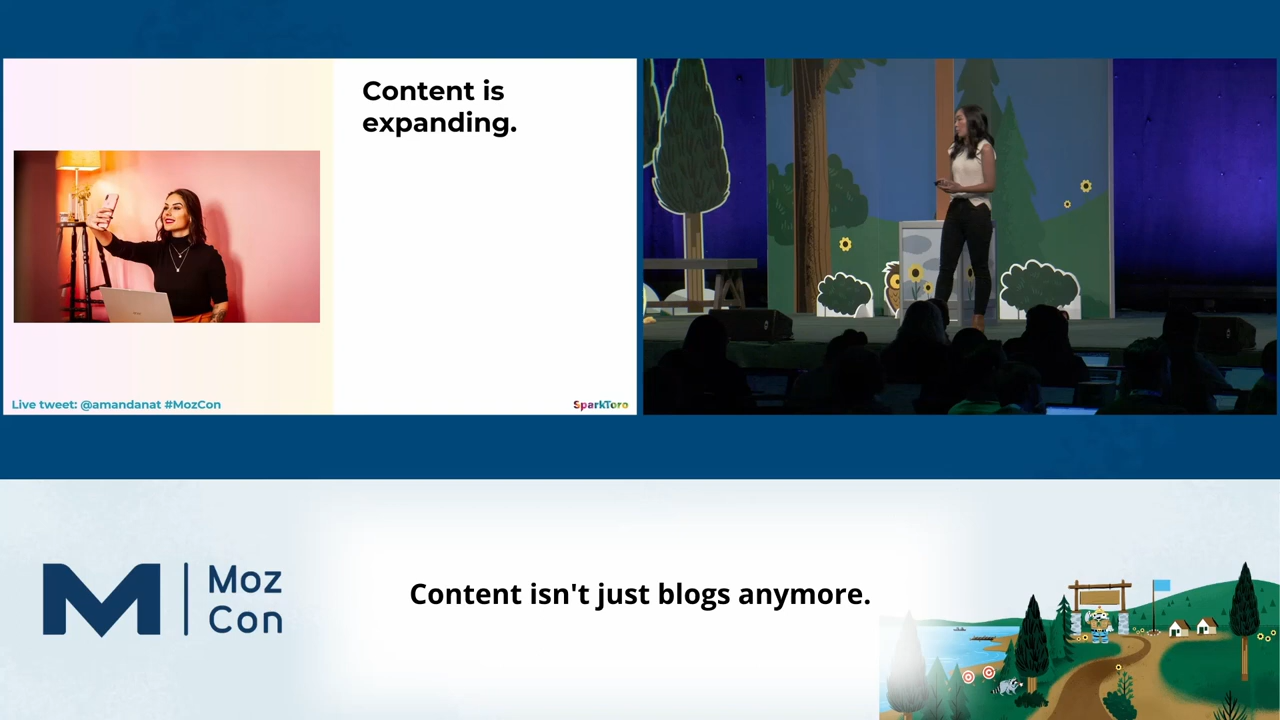 Content is
expanding.
Live tweet: @amandanat #MozCon
SparkToro
Content isn't just blogs anymore.
Moz
Con